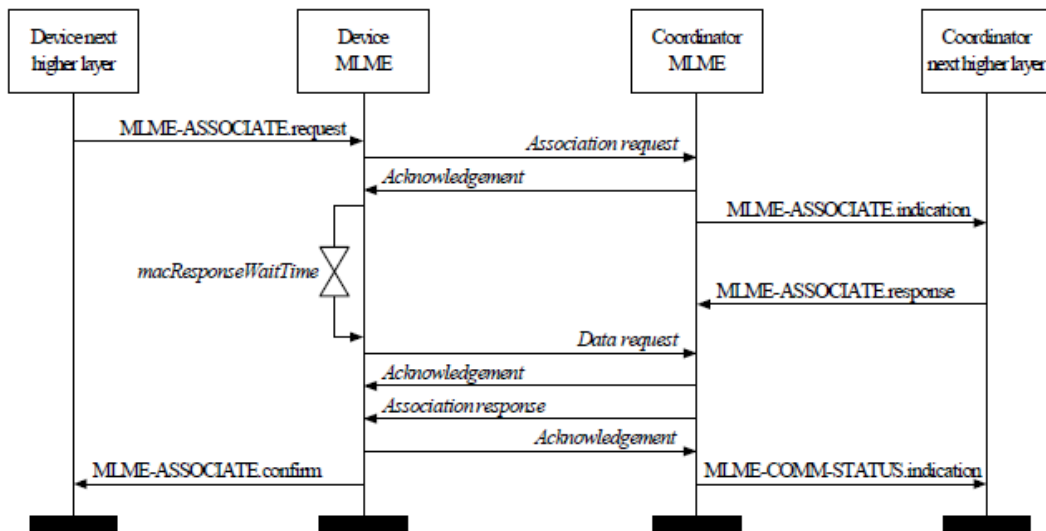 Device next
higher layer
Device
MLME
Coordinator
MLME
Coordinator
next higher layer
MLME-ASSOCIATE.request
Association request
Acknowledgement
MLME-ASSOCIATE.indication
macResponseWaitTime
MLME-ASSOCIATE.response
Data request
Acknowledgement
Association response
Acknowledgement
MLME-ASSOCIATE.confirm
MLME-COMM-STATUS.indication